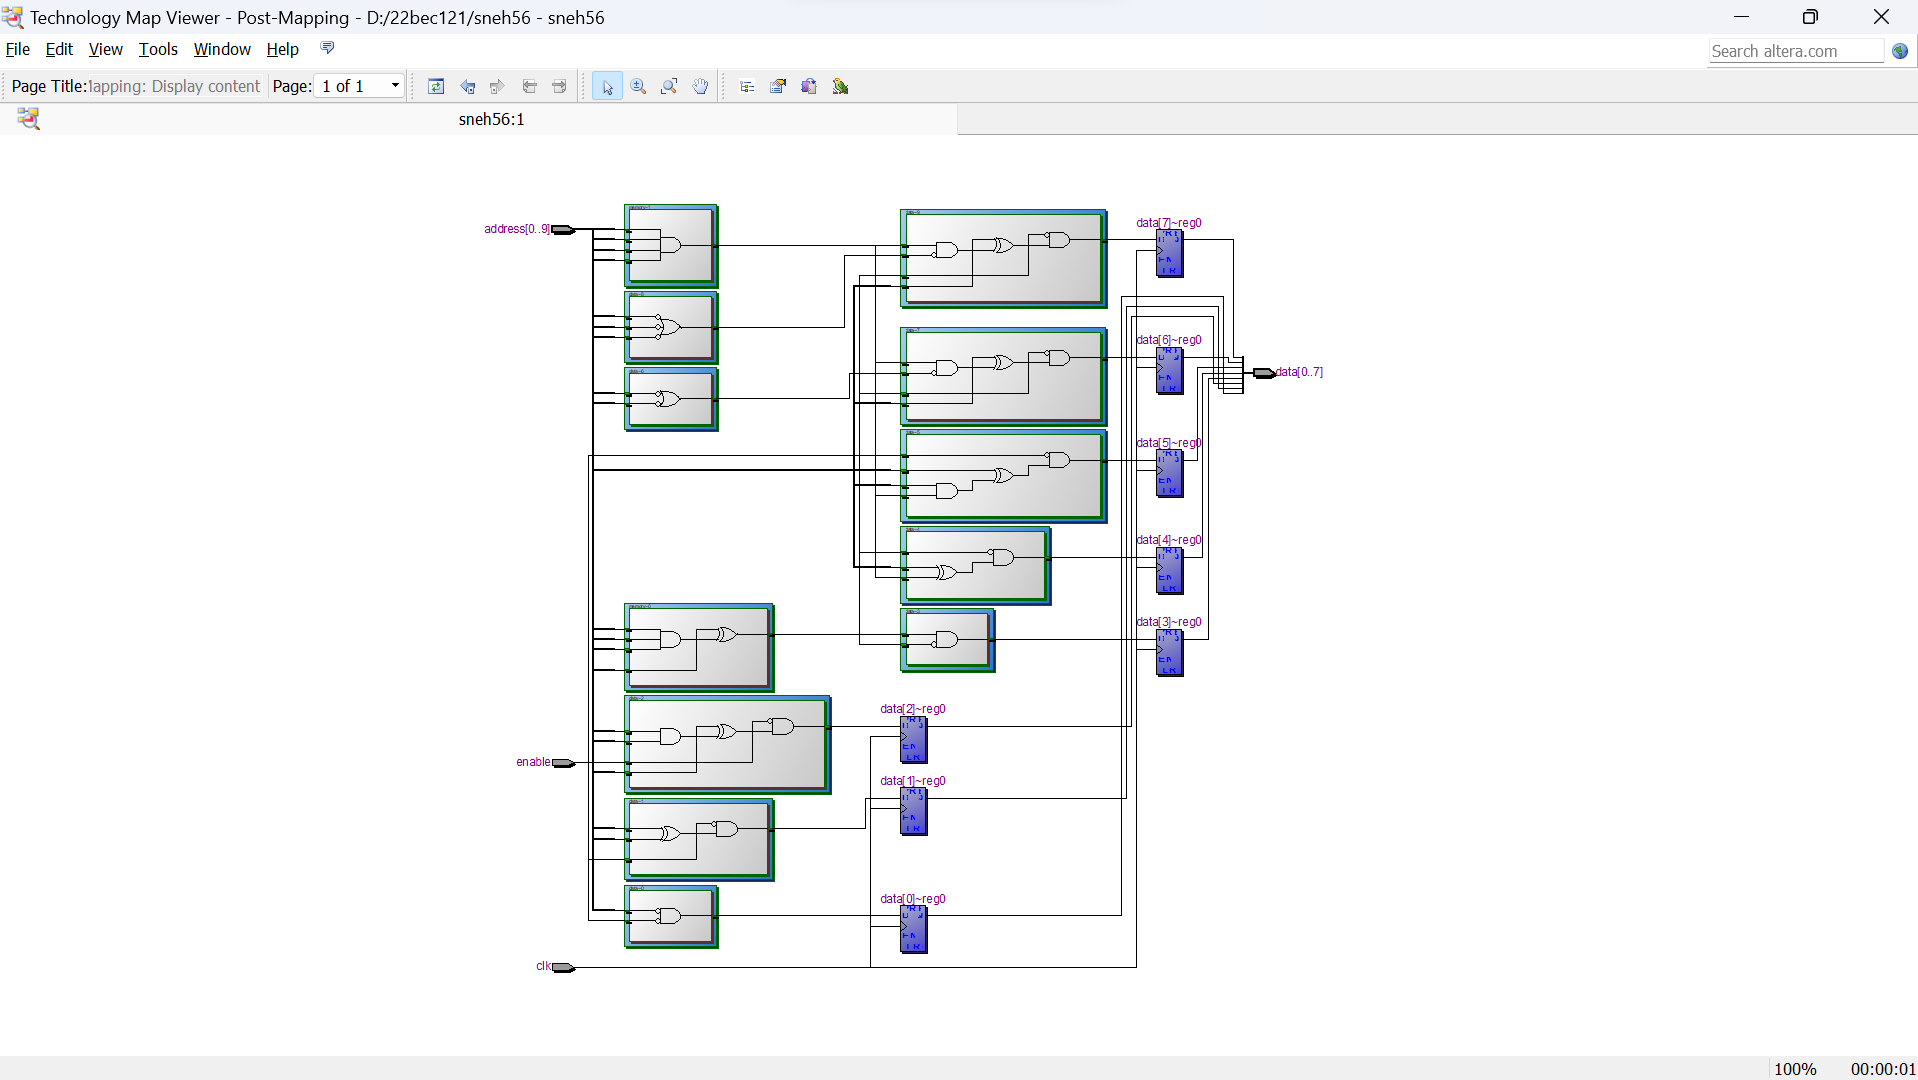 Technology Map Viewer - Post-Mapping - D:/22bec121/sneh56 - sneh56
File Edit View Tools Window Help
Search altera.com
Page Title: lapping: Display content Page: 1 of 1
sneh56:1
address[0..9]
data[7]~reg0
data[6]~reg0
data[0..7]
data[5]~reg0
data[4]~reg0
data[3]~reg0
data[2]~reg0
enable
data[1]~reg0
data[0]~reg0
clk
100% 00:00:01